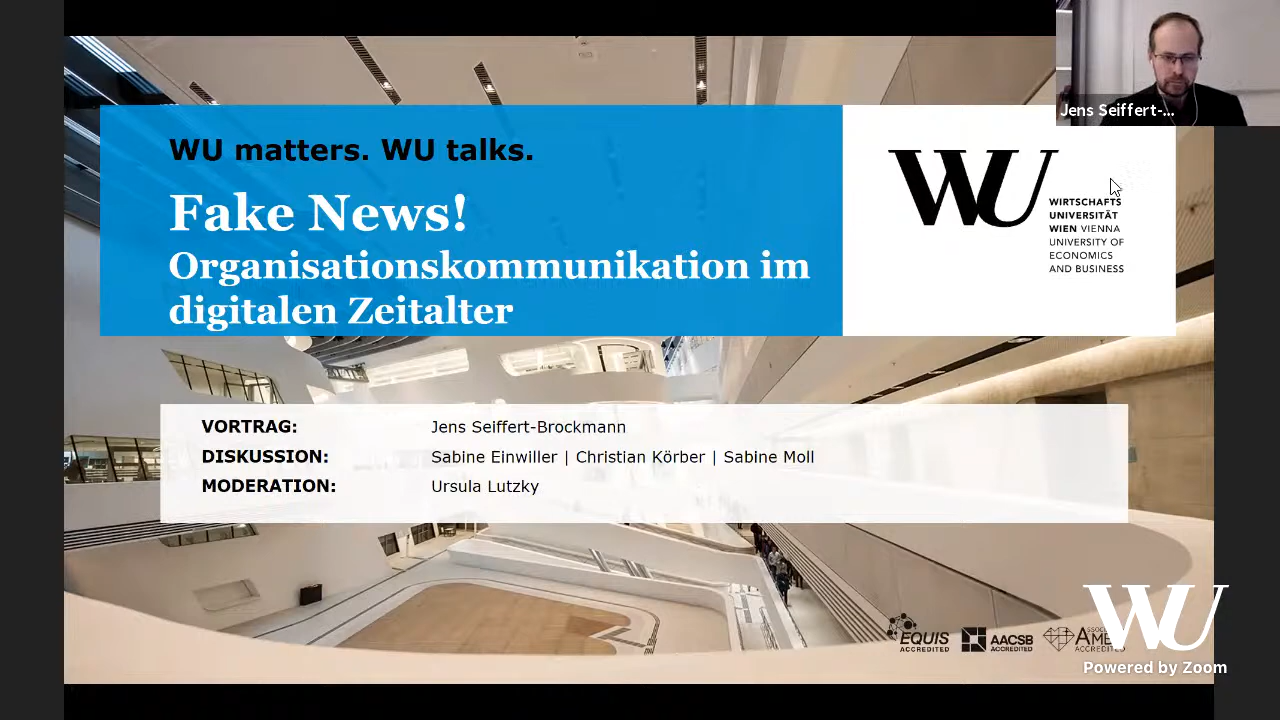 Jens Seiffert-...
WU matters. WU talks.
Fake News!
Organisationskommunikation im
digitalen Zeitalter
WU
WIRTSCHAFTS
UNIVERSITÄT
WIEN VIENNA
UNIVERSITY OF
ECONOMICS
AND BUSINESS
VORTRAG: Jens Seiffert-Brockmann
DISKUSSION: Sabine Einwiller | Christian Körber | Sabine Moll
MODERATION: Ursula Lutzky
EQUIS
ACCREDITED
AACSB
ACCREDITED
ACCREDITED
WU
Powered by Zoom